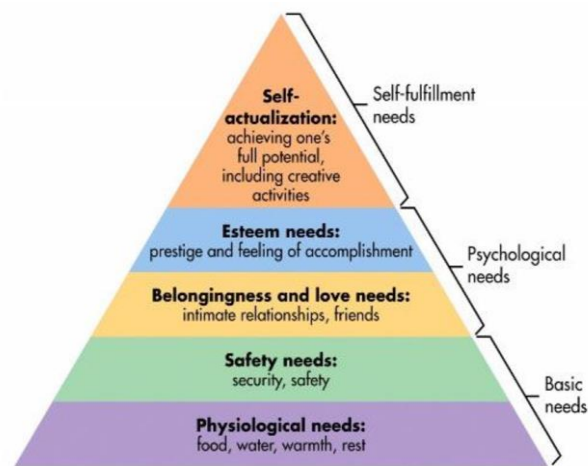 Self-
actualization:
achieving one's
full potential,
including creative
activities
Self-fulfillment
needs
Esteem needs:
prestige and feeling of accomplishment
Psychological
needs
Belongingness and love needs:
intimate relationships, friends
Safety needs:
security, safety
Basic
needs
Physiological needs:
food, water, warmth, rest